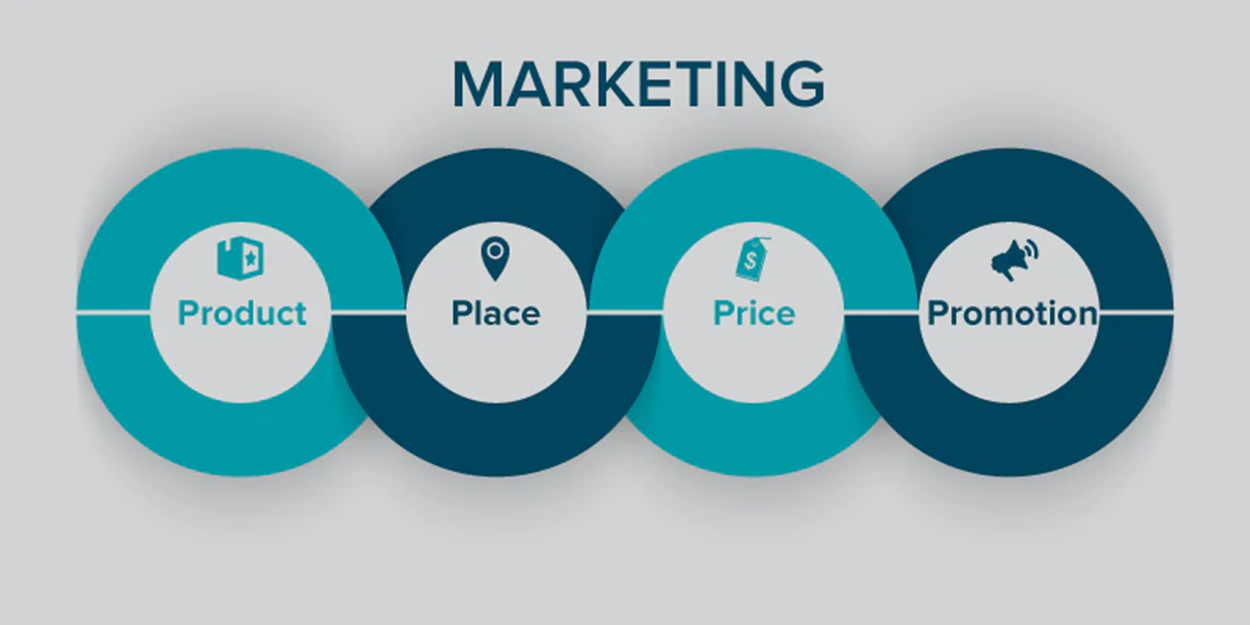 MARKETING
Product
Place
$
Price
Promotion